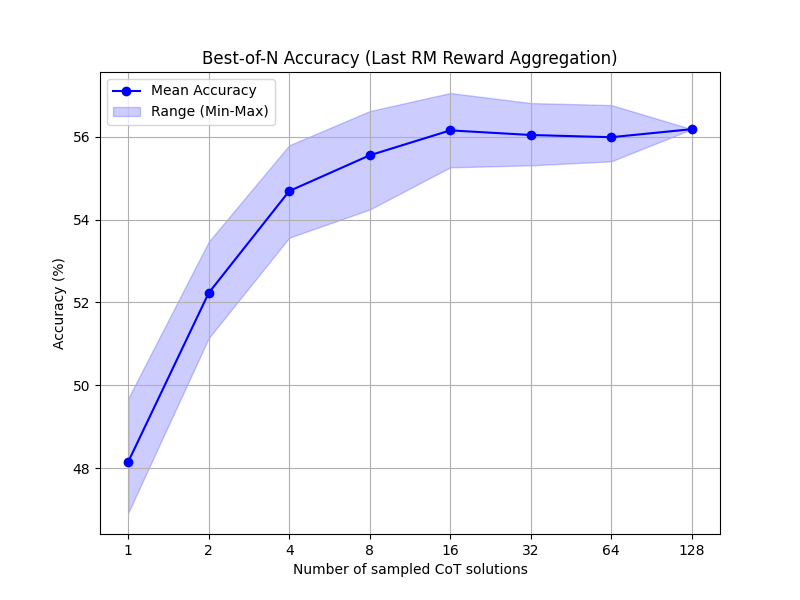 Best-of-N Accuracy (Last RM Reward Aggregation)
Mean Accuracy
Range (Min-Max)
Accuracy (%)
56
54
52
50
48
1 2 4 8 16 32 64 128
Number of sampled CoT solutions